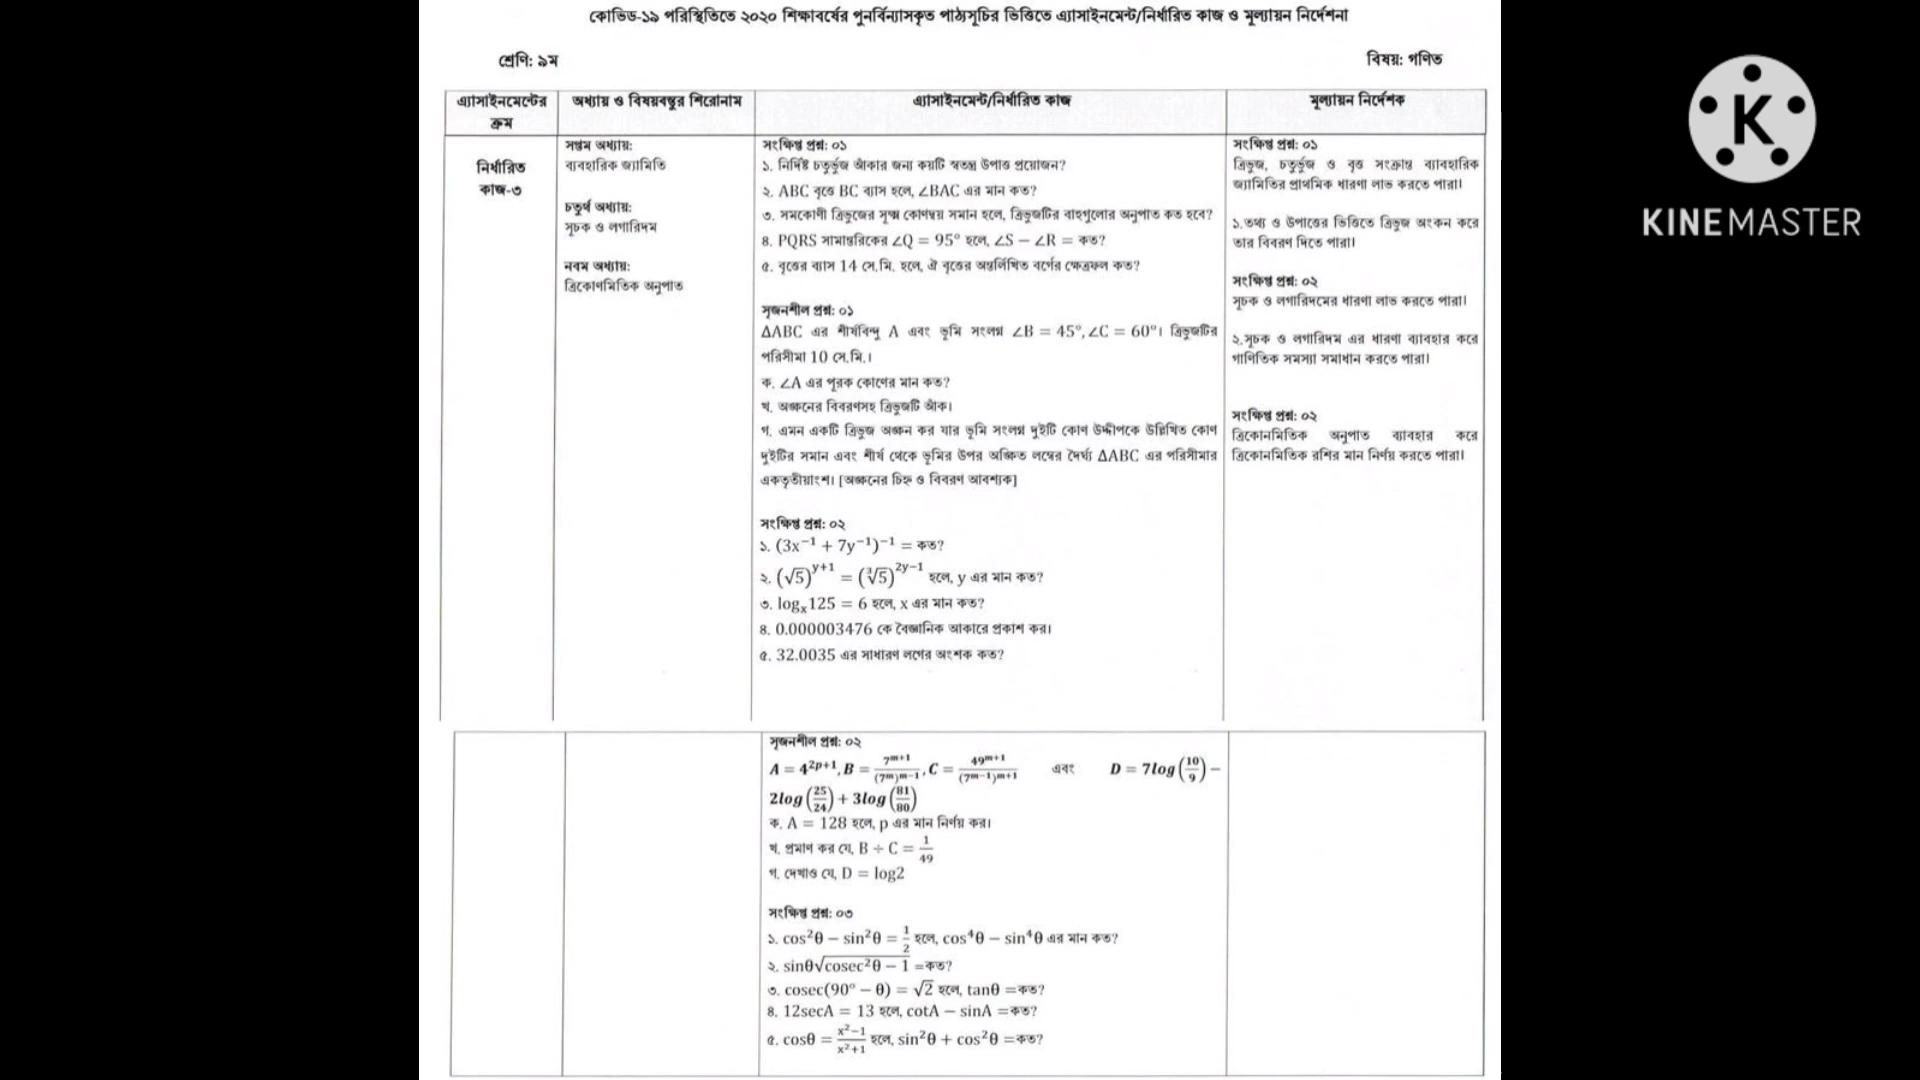 কোভিড-১৯ পরিস্থিতিতে ২০২০ শিক্ষাবর্ষের পুনর্বিন্যাসকৃত পাঠ্যসূচির ভিত্তিতে এ্যাসাইনমেন্ট/নির্ধারিত কাজ ও মূল্যায়ন নির্দেশনা
শ্রেণি: ৯ম
বিষয়: গণিত
এ্যাসাইনমেন্টের ক্রম
অধ্যায় ও বিষয়বস্তুর শিরোনাম
এ্যাসাইনমেন্ট/নির্ধারিত কাজ
মূল্যায়ন নির্দেশক
নির্ধারিত
কাজ-৩
সপ্তম অধ্যায়:
ব্যবহারিক জ্যামিতি
চতুর্থ অধ্যায়:
সূচক ও লগারিদম
নবম অধ্যায়:
ত্রিকোণমিতিক অনুপাত
সংক্ষিপ্ত প্রশ্ন: ০১
১. নির্দিষ্ট চতুর্ভুজ আঁকার জন্য কয়টি স্বতন্ত্র উপাত্ত প্রয়োজন?
২. ABC বৃত্তে BC ব্যাস হলে, ∠BAC এর মান কত?
৩. সমকোণী ত্রিভুজের সূক্ষ্ম কোণদ্বয় সমান হলে, ত্রিভুজটির বাহুগুলোর অনুপাত কত হবে?
৪. PQRS সামান্তরিকের ∠Q = 95° হলে, ∠S − ∠R = কত?
৫. বৃত্তের ব্যাস 14 সে.মি. হলে, ঐ বৃত্তের অন্তর্লিখিত বর্গের ক্ষেত্রফল কত?
সৃজনশীল প্রশ্ন: ০১
ΔABC এর শীর্ষবিন্দু A এবং ভূমি সংলগ্ন ∠B = 45°, ∠C = 60°। ত্রিভুজটির
পরিসীমা 10 সে.মি.।
ক. ∠A এর পূরক কোণের মান কত?
খ. অঙ্কনের বিবরণসহ ত্রিভুজটি আঁক।
গ. এমন একটি ত্রিভুজ অঙ্কন কর যার ভূমি সংলগ্ন দুইটি কোণ উদ্দীপকে উল্লিখিত কোণ
দুইটির সমান এবং শীর্ষ থেকে ভূমির উপর অঙ্কিত লম্বের দৈর্ঘ্য ΔABC এর পরিসীমার
একতৃতীয়াংশ। [অঙ্কনের চিহ্ন ও বিবরণ আবশ্যক]
সংক্ষিপ্ত প্রশ্ন: ০২
১. (3x⁻¹ + 7y⁻¹)⁻¹ = কত?
২. (√5)^(y+1) = (∛5)^(2y−1) হলে, y এর মান কত?
৩. logₓ125 = 6 হলে, x এর মান কত?
৪. 0.000003476 কে বৈজ্ঞানিক আকারে প্রকাশ কর।
৫. 32.0035 এর সাধারণ লগের অংশক কত?
সংক্ষিপ্ত প্রশ্ন: ০১
ত্রিভুজ, চতুর্ভুজ ও বৃত্ত সংক্রান্ত ব্যাবহারিক
জ্যামিতির প্রাথমিক ধারণা লাভ করতে পারা।
১.তথ্য ও উপাত্তের ভিত্তিতে ত্রিভুজ অংকন করে
তার বিবরণ দিতে পারা।
সংক্ষিপ্ত প্রশ্ন: ০২
সূচক ও লগারিদমের ধারণা লাভ করতে পারা।
২.সূচক ও লগারিদম এর ধারণা ব্যাবহার করে
গাণিতিক সমস্যা সমাধান করতে পারা।
সংক্ষিপ্ত প্রশ্ন: ০২
ত্রিকোনমিতিক অনুপাত ব্যাবহার করে
ত্রিকোনমিতিক রশির মান নির্ণয় করতে পারা।
সৃজনশীল প্রশ্ন: ০২
A = 4^(2p+1), B = 7^(m+1)/(7^m)^(m−1), C = 49^(m+1)/(7^(m−1))^(m+1) এবং D = 7log(10/9) −
2log(25/24) + 3log(81/80)
ক. A = 128 হলে, p এর মান নির্ণয় কর।
খ. প্রমাণ কর যে, B ÷ C = 1/49
গ. দেখাও যে, D = log2
সংক্ষিপ্ত প্রশ্ন: ০৩
১. cos²θ − sin²θ = 1/2 হলে, cos⁴θ − sin⁴θ এর মান কত?
২. sinθ√(cosec²θ − 1) =কত?
৩. cosec(90° − θ) = √2 হলে, tanθ =কত?
৪. 12secA = 13 হলে, cotA − sinA =কত?
৫. cosθ = (x²−1)/(x²+1) হলে, sin²θ + cos²θ =কত?
K
KINEMASTER